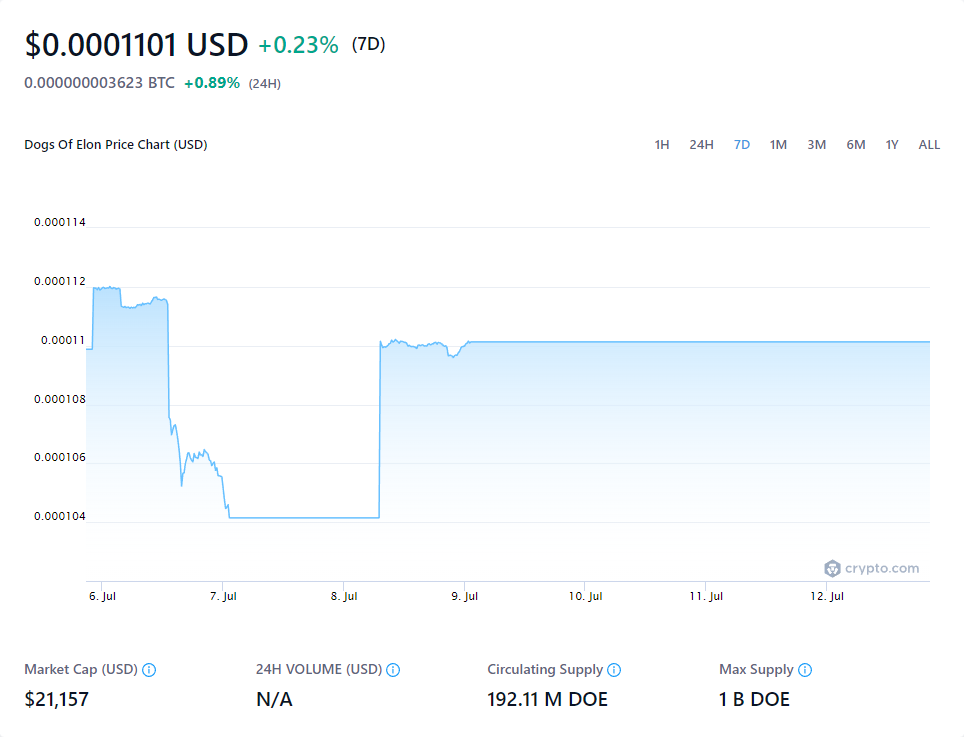 $0.0001101 USD +0.23% (7D)
0.000000003623 BTC +0.89% (24H)
Dogs Of Elon Price Chart (USD) 1H 24H 7D 1M 3M 6M 1Y ALL
0.000114
0.000112
0.00011
0.000108
0.000106
0.000104
crypto.com
6. Jul 7. Jul 8. Jul 9. Jul 10. Jul 11. Jul 12. Jul
Market Cap (USD) 24H VOLUME (USD) Circulating Supply Max Supply
$21,157 N/A 192.11 M DOE 1 B DOE